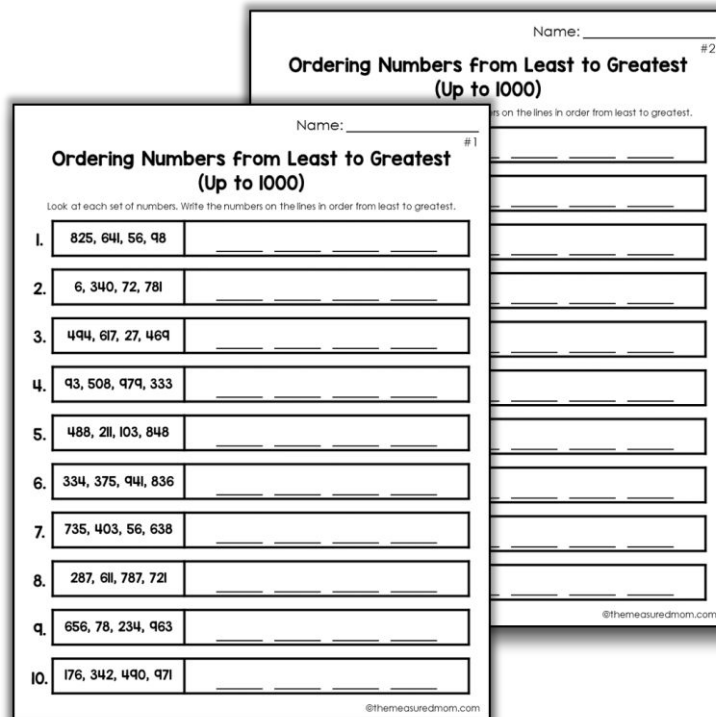 Name:
#2
Ordering Numbers from Least to Greatest
(Up to 1000)
on the lines in order from least to greatest.
©themeasuredmom.com
Name:
#1
Ordering Numbers from Least to Greatest
(Up to 1000)
Look at each set of numbers. Write the numbers on the lines in order from least to greatest.
1. 825, 641, 56, 98
2. 6, 340, 72, 781
3. 494, 617, 27, 469
4. 93, 508, 979, 333
5. 488, 211, 103, 848
6. 334, 375, 941, 836
7. 735, 403, 56, 638
8. 287, 611, 787, 721
9. 656, 78, 234, 963
10. 176, 342, 490, 971
©themeasuredmom.com